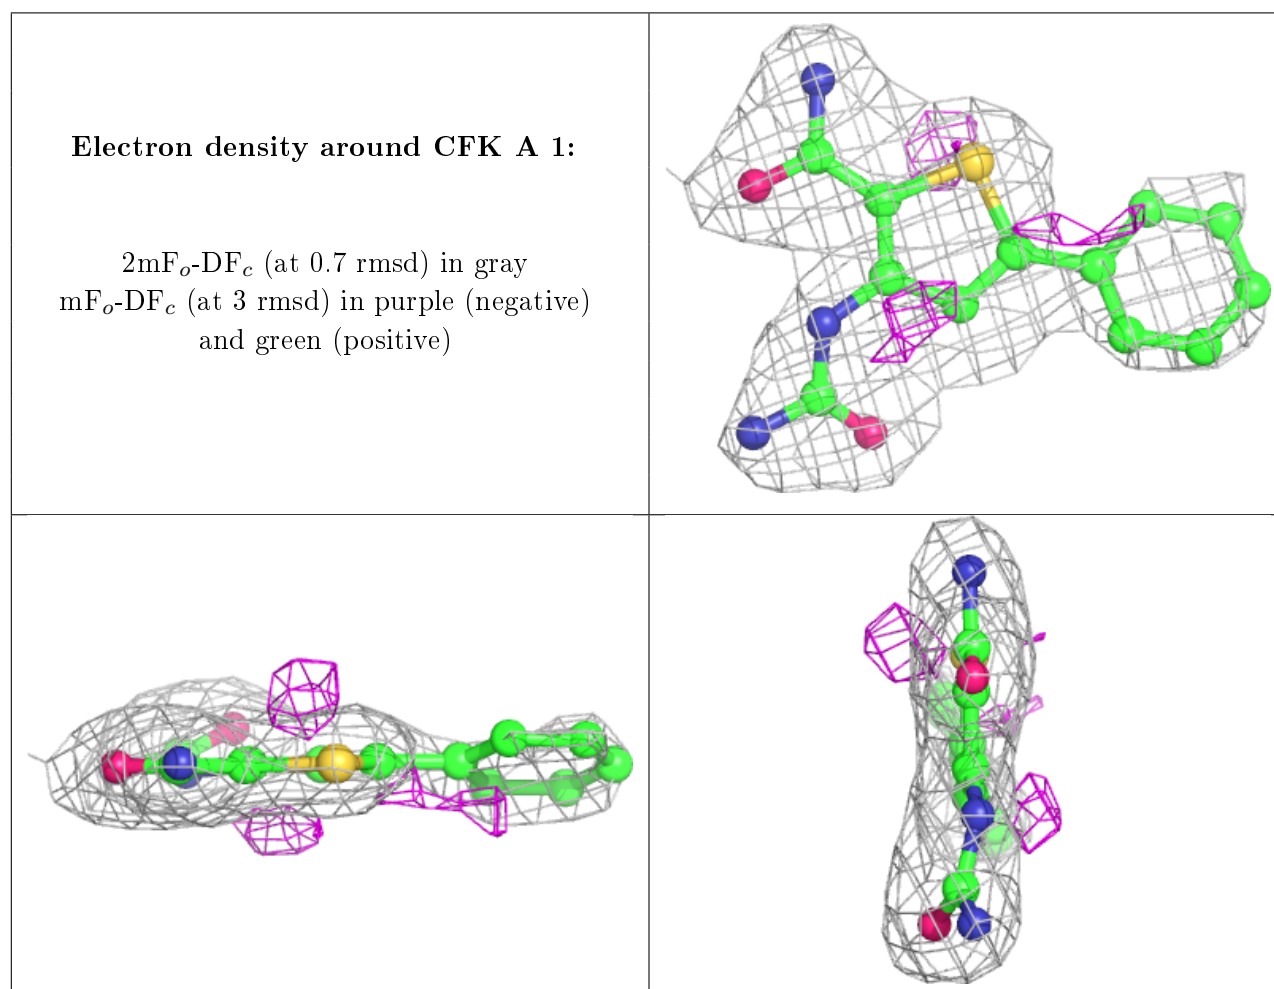 Electron density around CFK A 1:
2mFₒ-DF𝒸 (at 0.7 rmsd) in gray
mFₒ-DF𝒸 (at 3 rmsd) in purple (negative)
and green (positive)